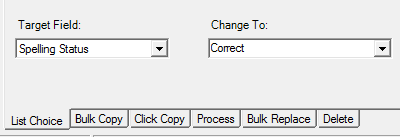 Target Field: Change To:
Spelling Status Correct
List Choice Bulk Copy Click Copy Process Bulk Replace Delete